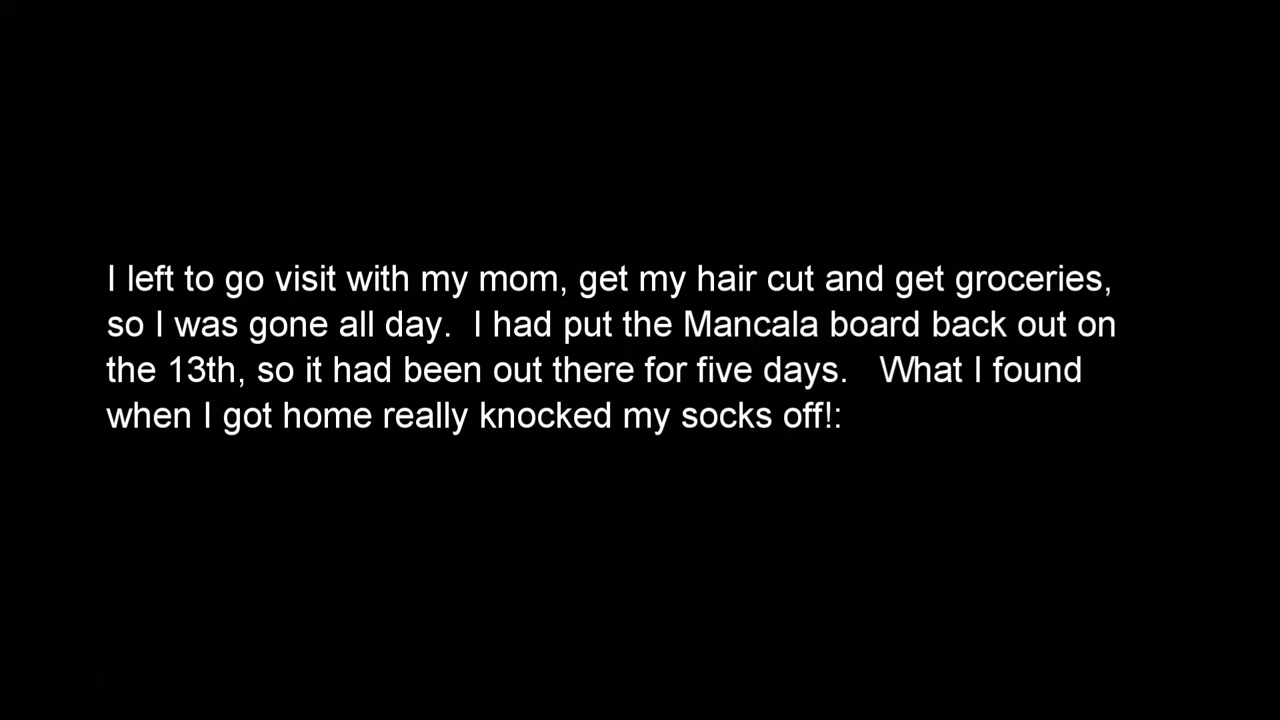 I left to go visit with my mom, get my hair cut and get groceries,
so I was gone all day.  I had put the Mancala board back out on
the 13th, so it had been out there for five days.   What I found
when I got home really knocked my socks off!: